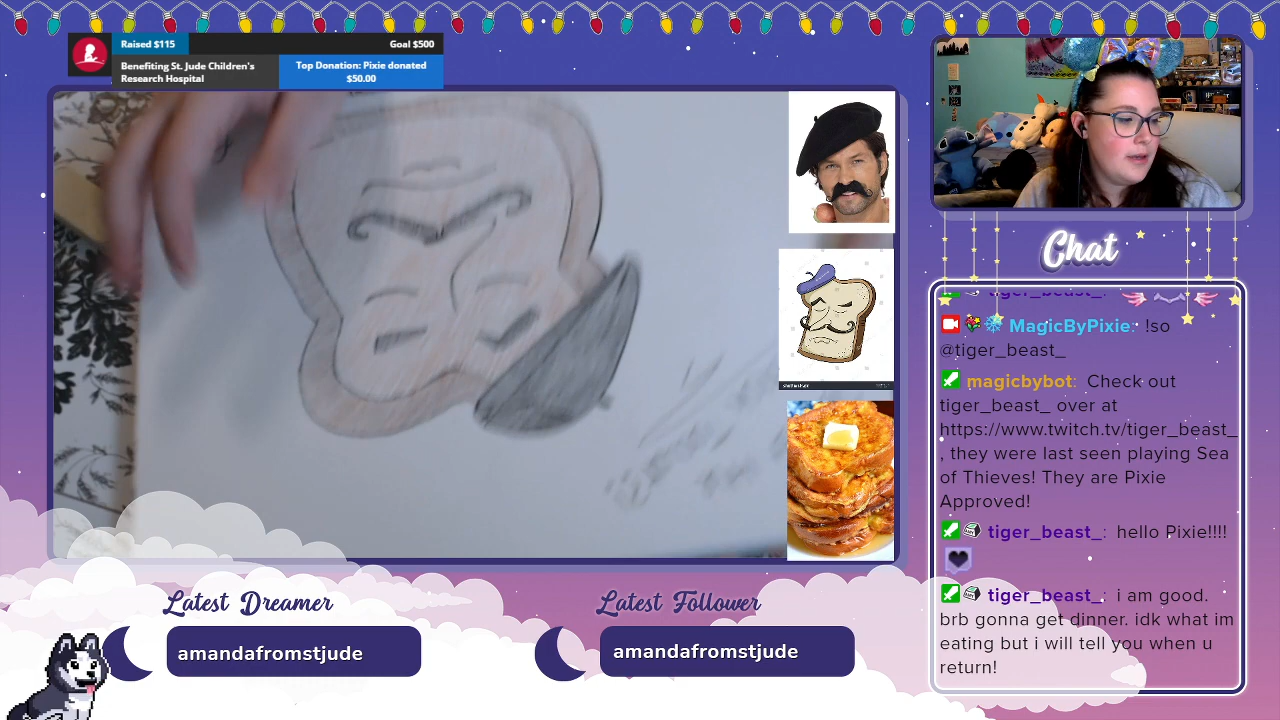 Raised $115
Goal $500
Benefiting St. Jude Children's
Research Hospital
Top Donation: Pixie donated
$50.00
Chat
tiger_beast_:
MagicByPixie: !so
@tiger_beast_
magicbybot: Check out
tiger_beast_ over at
https://www.twitch.tv/tiger_beast_
, they were last seen playing Sea
of Thieves! They are Pixie
Approved!
tiger_beast_: hello Pixie!!!!
tiger_beast_: i am good.
brb gonna get dinner. idk what im
eating but i will tell you when u
return!
Latest Dreamer
amandafromstjude
Latest Follower
amandafromstjude